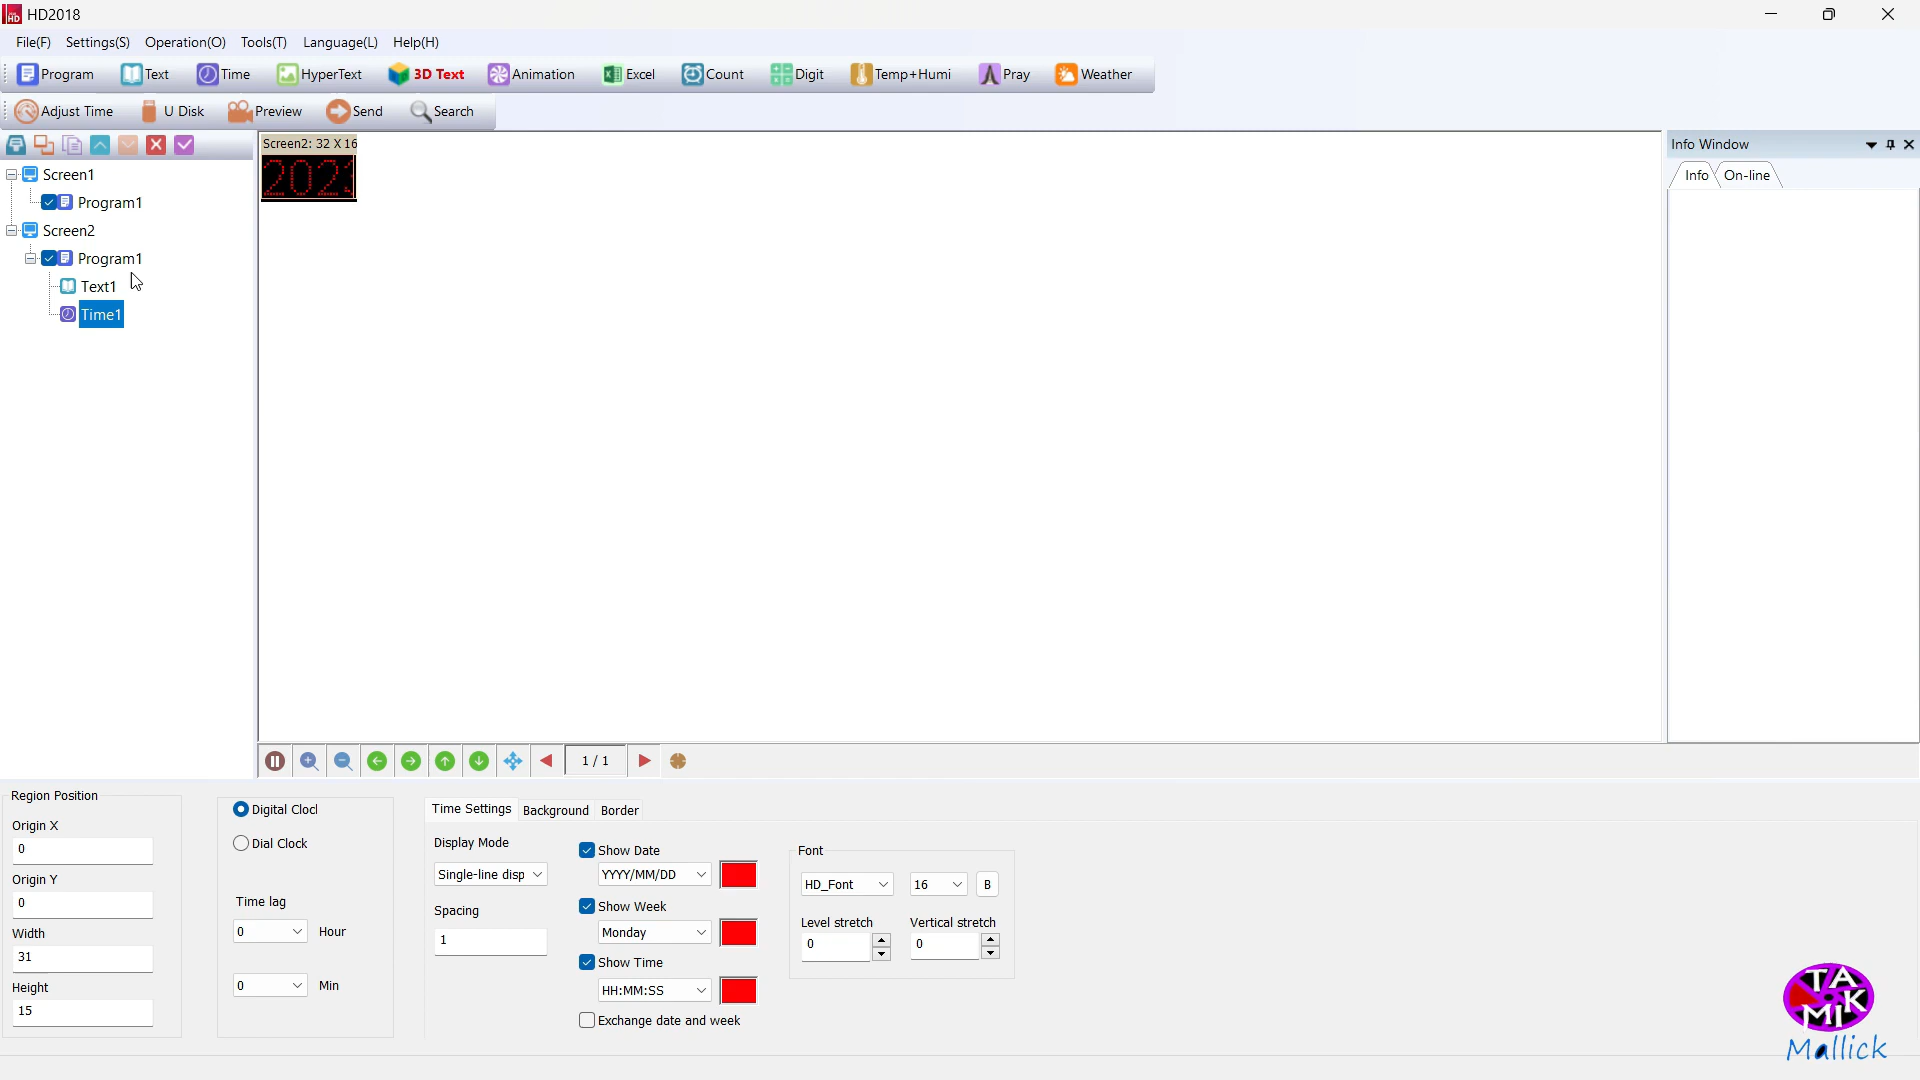 HD2018
File(F) Settings(S) Operation(O) Tools(T) Language(L) Help(H)
Program Text Time HyperText 3D Text Animation Excel Count Digit Temp+Humi Pray Weather
Adjust Time U Disk Preview Send Search
Screen1
Program1
Screen2
Program1
Text1
Time1
Screen2: 32 X 16
202
Info Window
Info On-line
1 / 1
Region Position
Origin X
0
Origin Y
0
Width
31
Height
15
Digital Clocl
Dial Clock
Time lag
0 Hour
0 Min
Time Settings Background Border
Display Mode
Single-line disp
Spacing
1
Show Date
YYYY/MM/DD
Show Week
Monday
Show Time
HH:MM:SS
Exchange date and week
Font
HD_Font 16 B
Level stretch Vertical stretch
0 0
TA
K
MI
Mallick